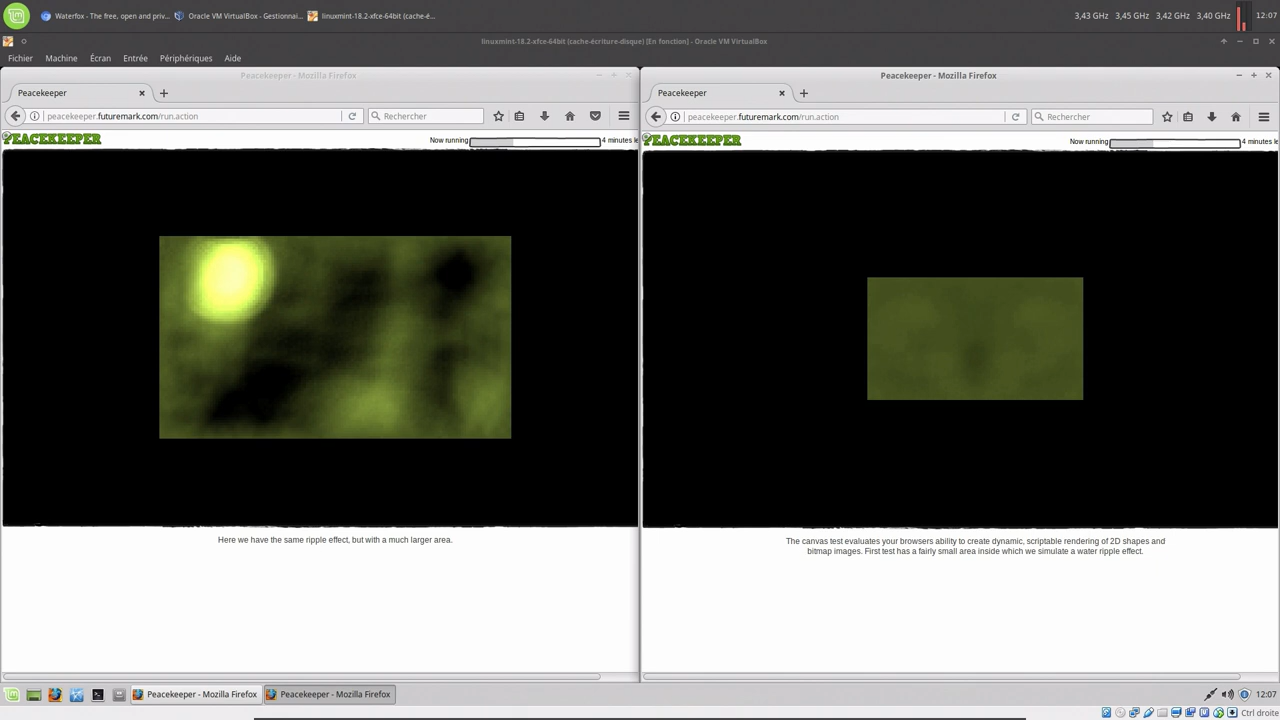 Waterfox - The free, open and priv...
Oracle VM VirtualBox - Gestionnai...
linuxmint-18.2-xfce-64bit (cache-é...
3,43 GHz 3,45 GHz 3,42 GHz 3,40 GHz 12:07
linuxmint-18.2-xfce-64bit (cache-écriture-disque) [En fonction] - Oracle VM VirtualBox
Fichier Machine Écran Entrée Périphériques Aide
Peacekeeper - Mozilla Firefox
Peacekeeper
peacekeeper.futuremark.com/run.action
Rechercher
PEACEKEEPER
Now running
4 minutes le
Here we have the same ripple effect, but with a much larger area.
Peacekeeper - Mozilla Firefox
Peacekeeper
peacekeeper.futuremark.com/run.action
Rechercher
PEACEKEEPER
Now running
4 minutes le
The canvas test evaluates your browsers ability to create dynamic, scriptable rendering of 2D shapes and
bitmap images. First test has a fairly small area inside which we simulate a water ripple effect.
Peacekeeper - Mozilla Firefox
Peacekeeper - Mozilla Firefox
12:07
Ctrl droite